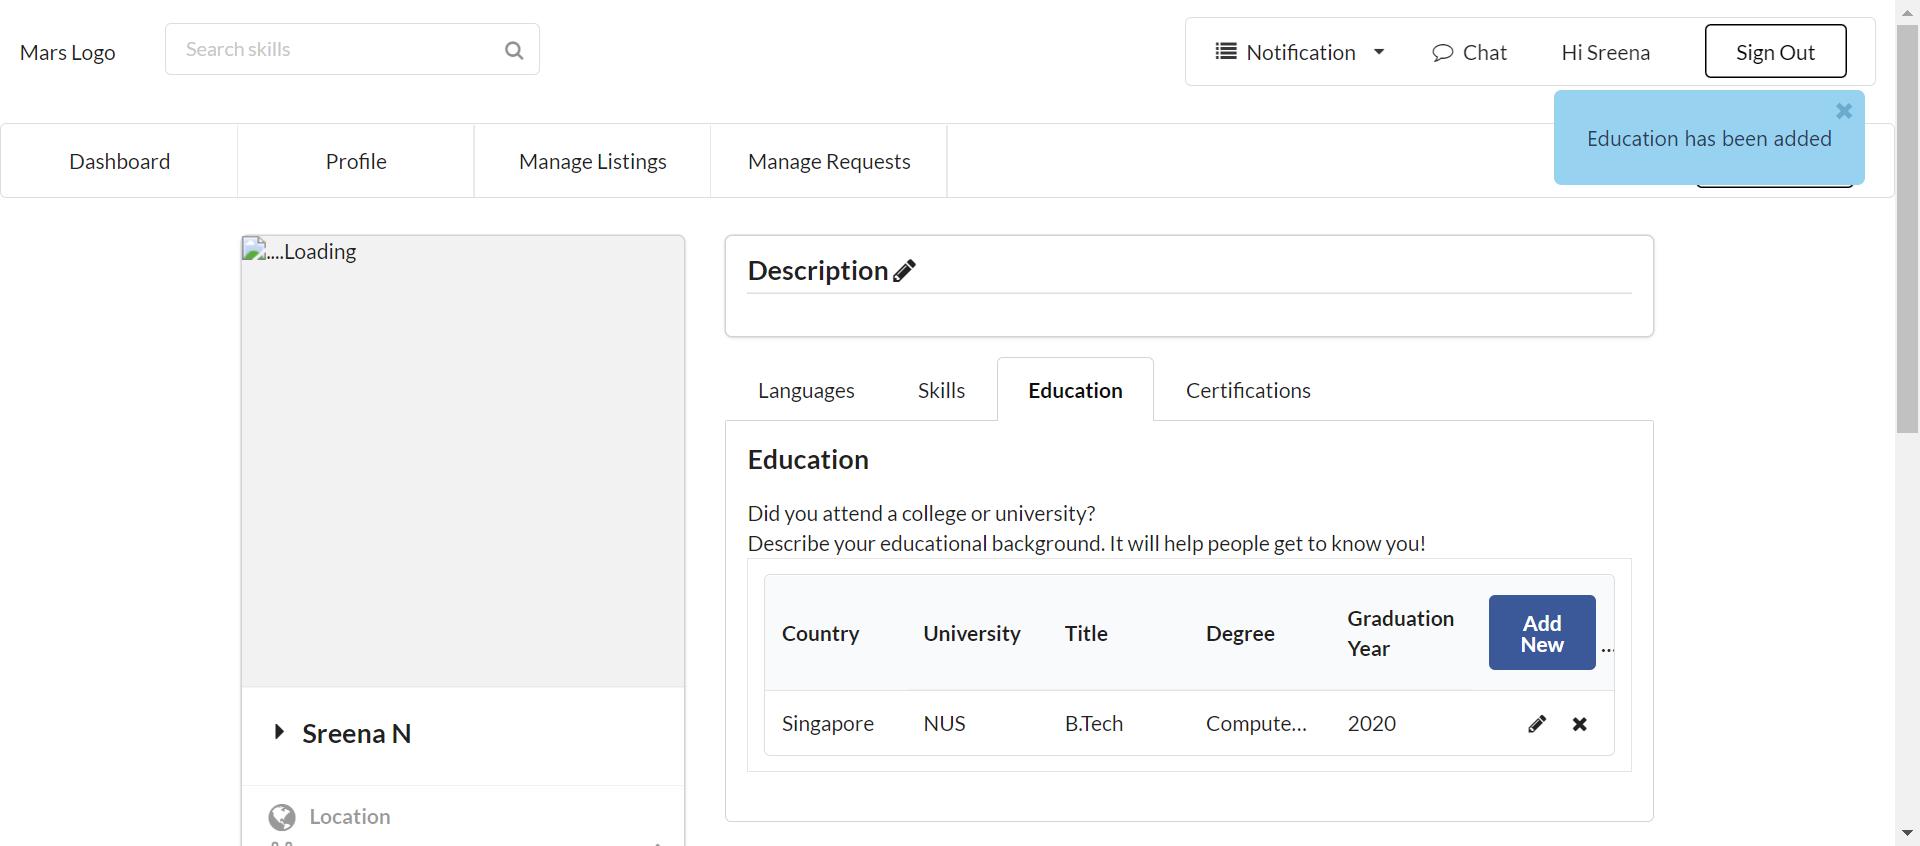 Mars Logo
Search skills
Notification
Chat
Hi Sreena
Sign Out
Education has been added
Dashboard
Profile
Manage Listings
Manage Requests
....Loading
Description
Languages
Skills
Education
Certifications
Education
Did you attend a college or university?
Describe your educational background. It will help people get to know you!
Country
University
Title
Degree
Graduation
Year
Add
New
...
Singapore
NUS
B.Tech
Compute...
2020
Sreena N
Location